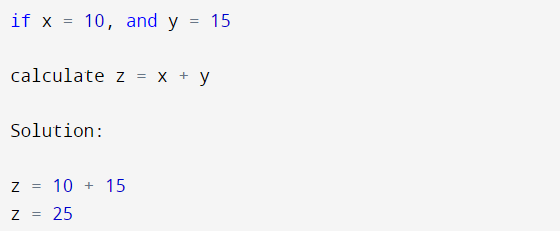 if x = 10, and y = 15
calculate z = x + y
Solution:
z = 10 + 15
z = 25